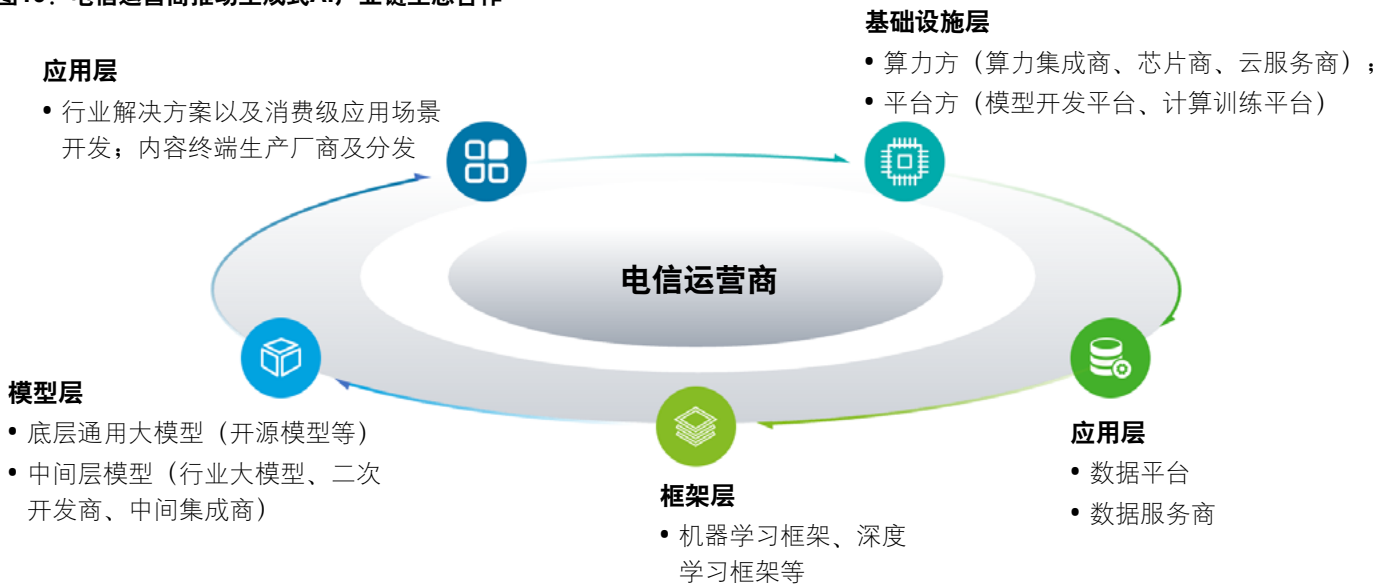 应用层
• 行业解决方案以及消费级应用场景
开发；内容终端生产厂商及分发
基础设施层
• 算力方（算力集成商、芯片商、云服务商）；
• 平台方（模型开发平台、计算训练平台）
电信运营商
模型层
• 底层通用大模型（开源模型等）
• 中间层模型（行业大模型、二次
开发商、中间集成商）
框架层
• 机器学习框架、深度
学习框架等
应用层
• 数据平台
• 数据服务商